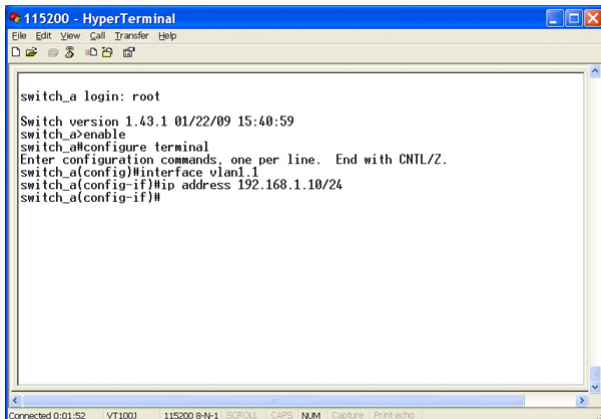 115200 - HyperTerminal
File Edit View Call Transfer Help
switch_a login: root
Switch version 1.43.1 01/22/09 15:40:59
switch_a>enable
switch_a#configure terminal
Enter configuration commands, one per line.  End with CNTL/Z.
switch_a(config)#interface vlan1.1
switch_a(config-if)#ip address 192.168.1.10/24
switch_a(config-if)#
Connected 0:01:52 VT100J 115200 8-N-1 SCROLL CAPS NUM Capture Print echo